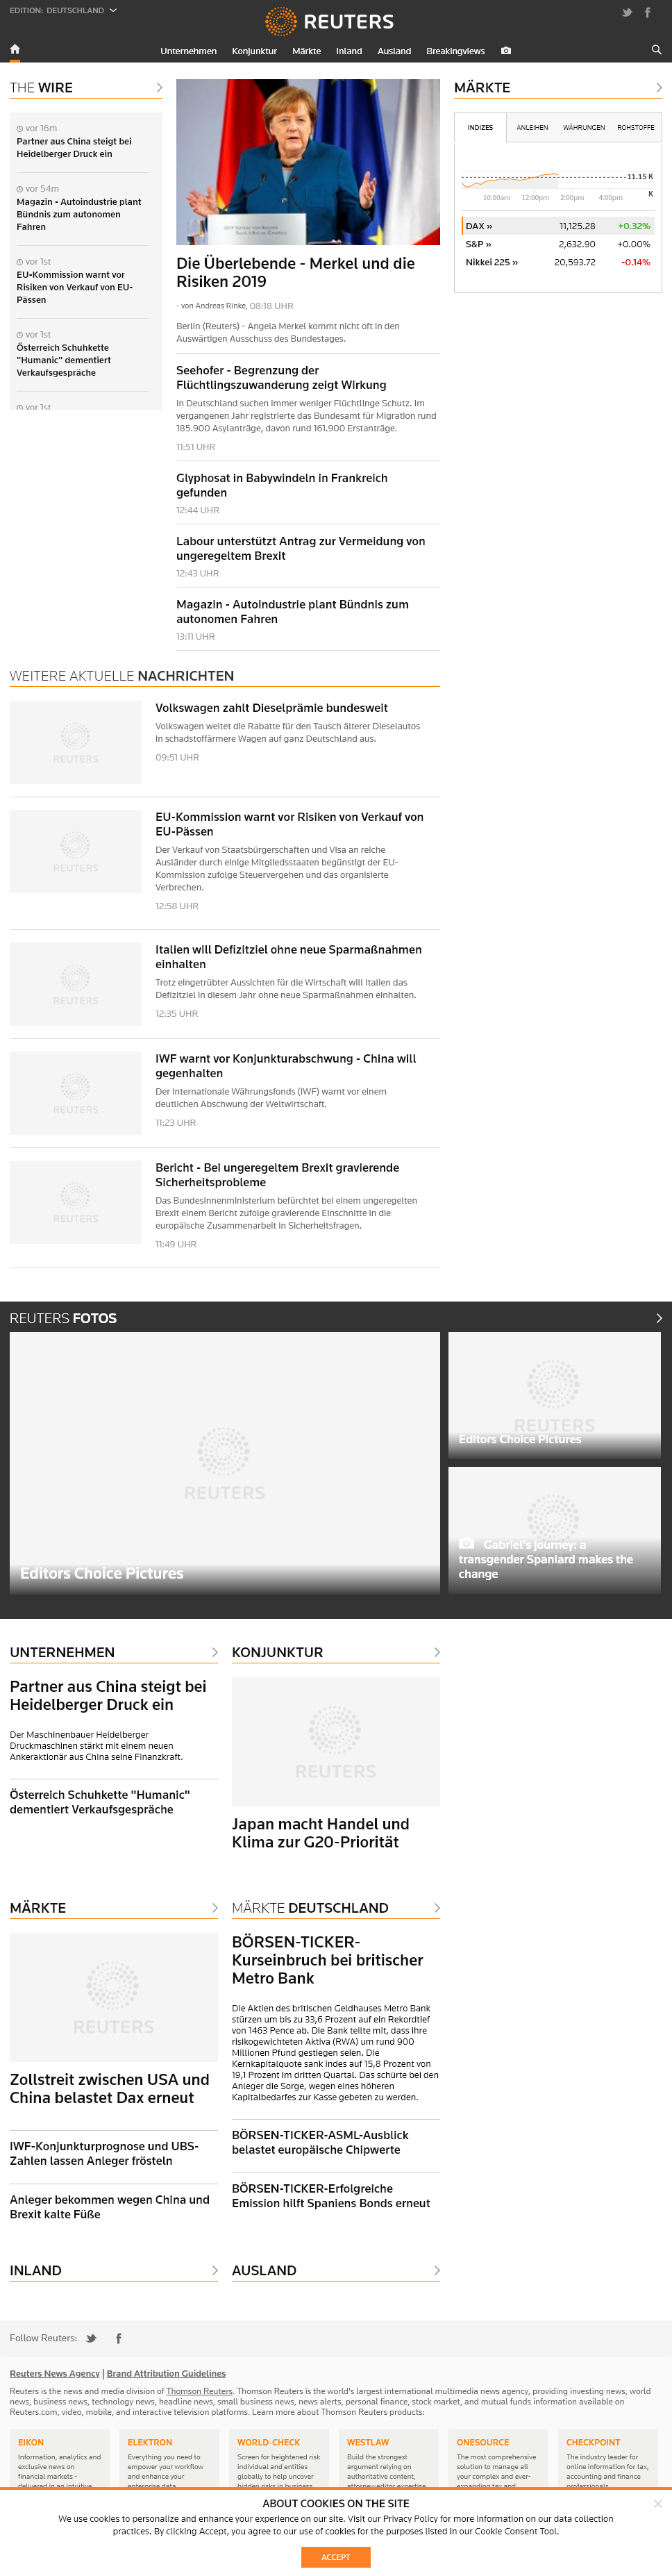 EDITION: DEUTSCHLAND
REUTERS
Unternehmen Konjunktur Märkte Inland Ausland Breakingviews
THE WIRE
vor 16m
Partner aus China steigt bei
Heidelberger Druck ein
vor 54m
Magazin - Autoindustrie plant
Bündnis zum autonomen
Fahren
vor 1st
EU-Kommission warnt vor
Risiken von Verkauf von EU-
Pässen
vor 1st
Österreich Schuhkette
"Humanic" dementiert
Verkaufsgespräche
vor 1st
Die Überlebende - Merkel und die
Risiken 2019
- von Andreas Rinke, 08:18 UHR
Berlin (Reuters) - Angela Merkel kommt nicht oft in den
Auswärtigen Ausschuss des Bundestages.
Seehofer - Begrenzung der
Flüchtlingszuwanderung zeigt Wirkung
In Deutschland suchen immer weniger Flüchtlinge Schutz. Im
vergangenen Jahr registrierte das Bundesamt für Migration rund
185.900 Asylanträge, davon rund 161.900 Erstanträge.
11:51 UHR
Glyphosat in Babywindeln in Frankreich
gefunden
12:44 UHR
Labour unterstützt Antrag zur Vermeidung von
ungeregeltem Brexit
12:43 UHR
Magazin - Autoindustrie plant Bündnis zum
autonomen Fahren
13:11 UHR
MÄRKTE
INDIZES ANLEIHEN WÄHRUNGEN ROHSTOFFE
11.15 K
K
10:00am 12:00pm 2:00pm 4:00pm
DAX » 11,125.28 +0.32%
S&P » 2,632.90 +0.00%
Nikkei 225 » 20,593.72 -0.14%
WEITERE AKTUELLE NACHRICHTEN
REUTERS
Volkswagen zahlt Dieselprämie bundesweit
Volkswagen weitet die Rabatte für den Tausch älterer Dieselautos
in schadstoffärmere Wagen auf ganz Deutschland aus.
09:51 UHR
REUTERS
EU-Kommission warnt vor Risiken von Verkauf von
EU-Pässen
Der Verkauf von Staatsbürgerschaften und Visa an reiche
Ausländer durch einige Mitgliedsstaaten begünstigt der EU-
Kommission zufolge Steuervergehen und das organisierte
Verbrechen.
12:58 UHR
REUTERS
Italien will Defizitziel ohne neue Sparmaßnahmen
einhalten
Trotz eingetrübter Aussichten für die Wirtschaft will Italien das
Defizitziel in diesem Jahr ohne neue Sparmaßnahmen einhalten.
12:35 UHR
REUTERS
IWF warnt vor Konjunkturabschwung - China will
gegenhalten
Der Internationale Währungsfonds (IWF) warnt vor einem
deutlichen Abschwung der Weltwirtschaft.
11:23 UHR
REUTERS
Bericht - Bei ungeregeltem Brexit gravierende
Sicherheitsprobleme
Das Bundesinnenministerium befürchtet bei einem ungeregelten
Brexit einem Bericht zufolge gravierende Einschnitte in die
europäische Zusammenarbeit in Sicherheitsfragen.
11:49 UHR
REUTERS FOTOS
REUTERS
Editors Choice Pictures
REUTERS
Editors Choice Pictures
Gabriel's journey: a
transgender Spaniard makes the
change
UNTERNEHMEN
Partner aus China steigt bei
Heidelberger Druck ein
Der Maschinenbauer Heidelberger
Druckmaschinen stärkt mit einem neuen
Ankeraktionär aus China seine Finanzkraft.
Österreich Schuhkette "Humanic"
dementiert Verkaufsgespräche
KONJUNKTUR
REUTERS
Japan macht Handel und
Klima zur G20-Priorität
MÄRKTE
REUTERS
Zollstreit zwischen USA und
China belastet Dax erneut
IWF-Konjunkturprognose und UBS-
Zahlen lassen Anleger frösteln
Anleger bekommen wegen China und
Brexit kalte Füße
MÄRKTE DEUTSCHLAND
BÖRSEN-TICKER-
Kurseinbruch bei britischer
Metro Bank
Die Aktien des britischen Geldhauses Metro Bank
stürzen um bis zu 33,6 Prozent auf ein Rekordtief
von 1463 Pence ab. Die Bank teilte mit, dass ihre
risikogewichteten Aktiva (RWA) um rund 900
Millionen Pfund gestiegen seien. Die
Kernkapitalquote sank indes auf 15,8 Prozent von
19,1 Prozent im dritten Quartal. Das schürte bei den
Anleger die Sorge, wegen eines höheren
Kapitalbedarfes zur Kasse gebeten zu werden.
BÖRSEN-TICKER-ASML-Ausblick
belastet europäische Chipwerte
BÖRSEN-TICKER-Erfolgreiche
Emission hilft Spaniens Bonds erneut
INLAND
AUSLAND
Follow Reuters:
Reuters News Agency | Brand Attribution Guidelines
Reuters is the news and media division of Thomson Reuters. Thomson Reuters is the world's largest international multimedia news agency, providing investing news, world
news, business news, technology news, headline news, small business news, news alerts, personal finance, stock market, and mutual funds information available on
Reuters.com, video, mobile, and interactive television platforms. Learn more about Thomson Reuters products:
EIKON
Information, analytics and
exclusive news on
financial markets -
delivered in an intuitive
ELEKTRON
Everything you need to
empower your workflow
and enhance your
enterprise data
WORLD-CHECK
Screen for heightened risk
individual and entities
globally to help uncover
hidden risks in business
WESTLAW
Build the strongest
argument relying on
authoritative content,
attorney-editor expertise
ONESOURCE
The most comprehensive
solution to manage all
your complex and ever-
expanding tax and
CHECKPOINT
The industry leader for
online information for tax,
accounting and finance
professionals
ABOUT COOKIES ON THE SITE
We use cookies to personalize and enhance your experience on our site. Visit our Privacy Policy for more information on our data collection
practices. By clicking Accept, you agree to our use of cookies for the purposes listed in our Cookie Consent Tool.
ACCEPT